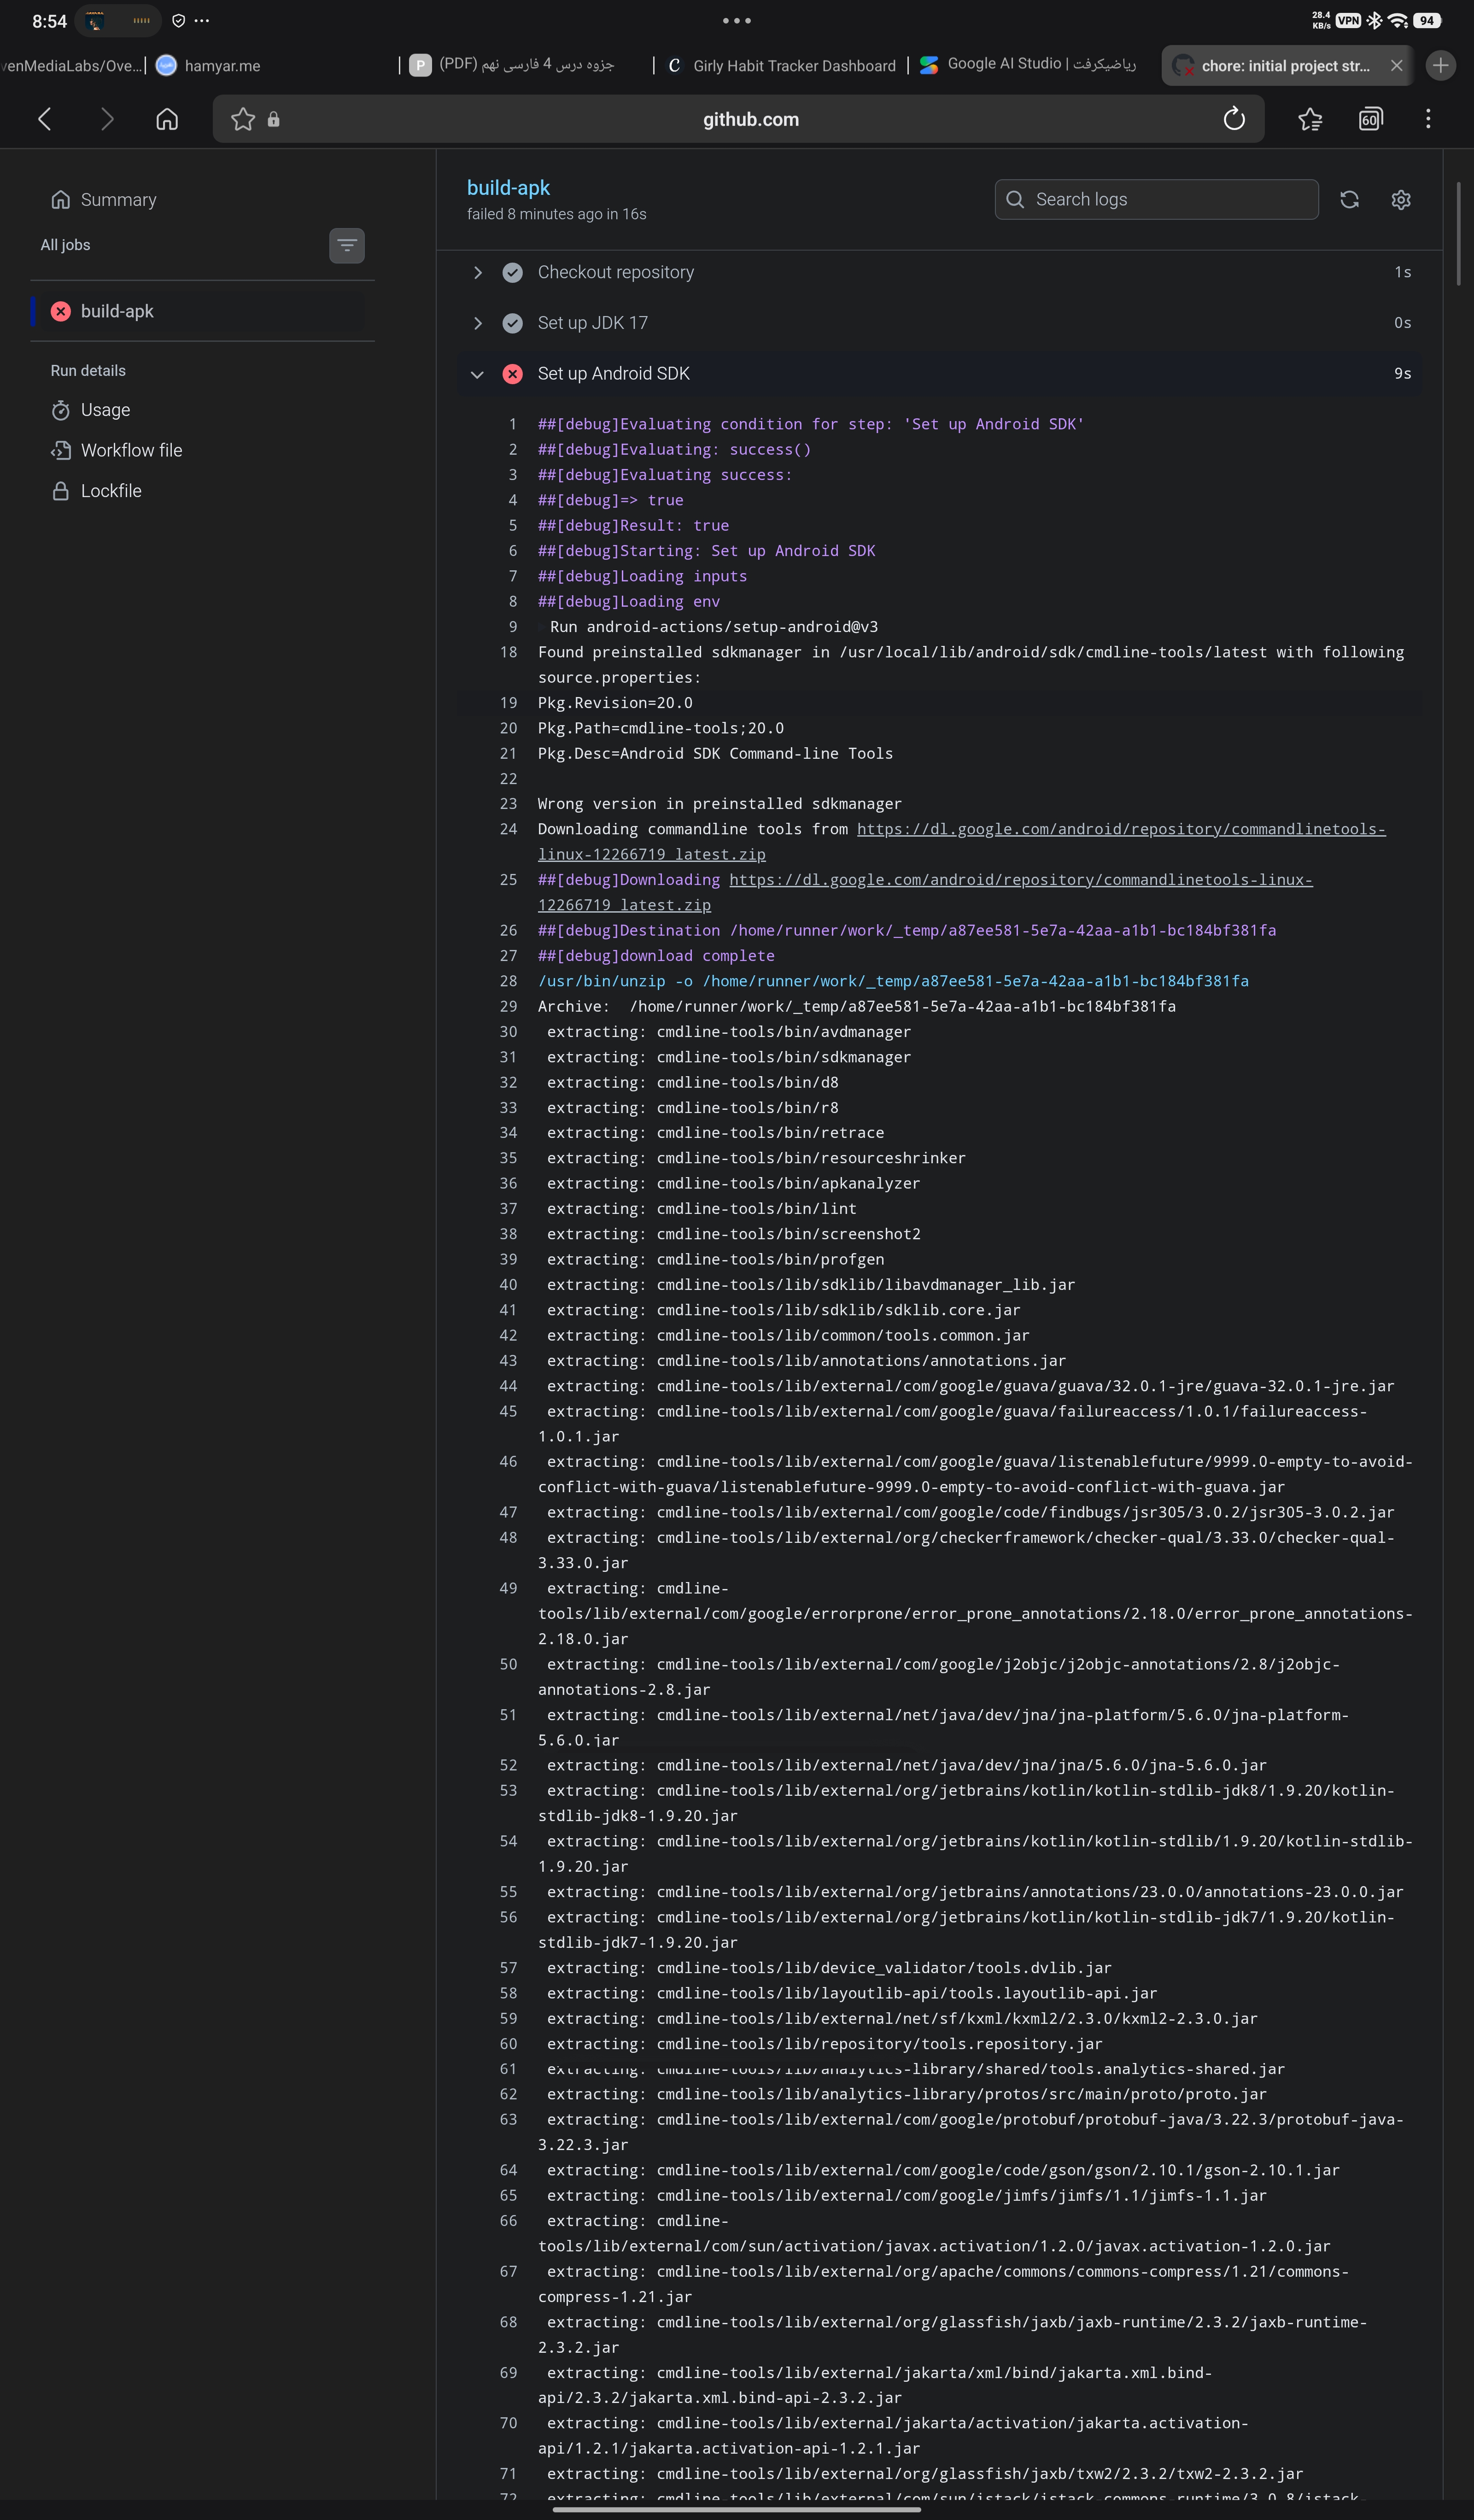 8:54
28.4
KB/s
VPN
94
venMediaLabs/Ove...
hamyar.me
P
جزوه درس 4 فارسی نهم (PDF)
C
Girly Habit Tracker Dashboard
Google AI Studio | ریاضیکرفت
chore: initial project str...
github.com
60
Summary
All jobs
build-apk
Run details
Usage
Workflow file
Lockfile
build-apk
failed 8 minutes ago in 16s
Search logs
Checkout repository
1s
Set up JDK 17
0s
Set up Android SDK
9s
1 ##[debug]Evaluating condition for step: 'Set up Android SDK'
2 ##[debug]Evaluating: success()
3 ##[debug]Evaluating success:
4 ##[debug]=> true
5 ##[debug]Result: true
6 ##[debug]Starting: Set up Android SDK
7 ##[debug]Loading inputs
8 ##[debug]Loading env
9 Run android-actions/setup-android@v3
18 Found preinstalled sdkmanager in /usr/local/lib/android/sdk/cmdline-tools/latest with following
source.properties:
19 Pkg.Revision=20.0
20 Pkg.Path=cmdline-tools;20.0
21 Pkg.Desc=Android SDK Command-line Tools
22
23 Wrong version in preinstalled sdkmanager
24 Downloading commandline tools from https://dl.google.com/android/repository/commandlinetools-
linux-12266719_latest.zip
25 ##[debug]Downloading https://dl.google.com/android/repository/commandlinetools-linux-
12266719_latest.zip
26 ##[debug]Destination /home/runner/work/_temp/a87ee581-5e7a-42aa-a1b1-bc184bf381fa
27 ##[debug]download complete
28 /usr/bin/unzip -o /home/runner/work/_temp/a87ee581-5e7a-42aa-a1b1-bc184bf381fa
29 Archive:  /home/runner/work/_temp/a87ee581-5e7a-42aa-a1b1-bc184bf381fa
30 extracting: cmdline-tools/bin/avdmanager
31 extracting: cmdline-tools/bin/sdkmanager
32 extracting: cmdline-tools/bin/d8
33 extracting: cmdline-tools/bin/r8
34 extracting: cmdline-tools/bin/retrace
35 extracting: cmdline-tools/bin/resourceshrinker
36 extracting: cmdline-tools/bin/apkanalyzer
37 extracting: cmdline-tools/bin/lint
38 extracting: cmdline-tools/bin/screenshot2
39 extracting: cmdline-tools/bin/profgen
40 extracting: cmdline-tools/lib/sdklib/libavdmanager_lib.jar
41 extracting: cmdline-tools/lib/sdklib/sdklib.core.jar
42 extracting: cmdline-tools/lib/common/tools.common.jar
43 extracting: cmdline-tools/lib/annotations/annotations.jar
44 extracting: cmdline-tools/lib/external/com/google/guava/guava/32.0.1-jre/guava-32.0.1-jre.jar
45 extracting: cmdline-tools/lib/external/com/google/guava/failureaccess/1.0.1/failureaccess-
1.0.1.jar
46 extracting: cmdline-tools/lib/external/com/google/guava/listenablefuture/9999.0-empty-to-avoid-
conflict-with-guava/listenablefuture-9999.0-empty-to-avoid-conflict-with-guava.jar
47 extracting: cmdline-tools/lib/external/com/google/code/findbugs/jsr305/3.0.2/jsr305-3.0.2.jar
48 extracting: cmdline-tools/lib/external/org/checkerframework/checker-qual/3.33.0/checker-qual-
3.33.0.jar
49 extracting: cmdline-
tools/lib/external/com/google/errorprone/error_prone_annotations/2.18.0/error_prone_annotations-
2.18.0.jar
50 extracting: cmdline-tools/lib/external/com/google/j2objc/j2objc-annotations/2.8/j2objc-
annotations-2.8.jar
51 extracting: cmdline-tools/lib/external/net/java/dev/jna/jna-platform/5.6.0/jna-platform-
5.6.0.jar
52 extracting: cmdline-tools/lib/external/net/java/dev/jna/jna/5.6.0/jna-5.6.0.jar
53 extracting: cmdline-tools/lib/external/org/jetbrains/kotlin/kotlin-stdlib-jdk8/1.9.20/kotlin-
stdlib-jdk8-1.9.20.jar
54 extracting: cmdline-tools/lib/external/org/jetbrains/kotlin/kotlin-stdlib/1.9.20/kotlin-stdlib-
1.9.20.jar
55 extracting: cmdline-tools/lib/external/org/jetbrains/annotations/23.0.0/annotations-23.0.0.jar
56 extracting: cmdline-tools/lib/external/org/jetbrains/kotlin/kotlin-stdlib-jdk7/1.9.20/kotlin-
stdlib-jdk7-1.9.20.jar
57 extracting: cmdline-tools/lib/device_validator/tools.dvlib.jar
58 extracting: cmdline-tools/lib/layoutlib-api/tools.layoutlib-api.jar
59 extracting: cmdline-tools/lib/external/net/sf/kxml/kxml2/2.3.0/kxml2-2.3.0.jar
60 extracting: cmdline-tools/lib/repository/tools.repository.jar
61 extracting: cmdline-tools/lib/analytics-library/shared/tools.analytics-shared.jar
62 extracting: cmdline-tools/lib/analytics-library/protos/src/main/proto/proto.jar
63 extracting: cmdline-tools/lib/external/com/google/protobuf/protobuf-java/3.22.3/protobuf-java-
3.22.3.jar
64 extracting: cmdline-tools/lib/external/com/google/code/gson/gson/2.10.1/gson-2.10.1.jar
65 extracting: cmdline-tools/lib/external/com/google/jimfs/jimfs/1.1/jimfs-1.1.jar
66 extracting: cmdline-
tools/lib/external/com/sun/activation/javax.activation/1.2.0/javax.activation-1.2.0.jar
67 extracting: cmdline-tools/lib/external/org/apache/commons/commons-compress/1.21/commons-
compress-1.21.jar
68 extracting: cmdline-tools/lib/external/org/glassfish/jaxb/jaxb-runtime/2.3.2/jaxb-runtime-
2.3.2.jar
69 extracting: cmdline-tools/lib/external/jakarta/xml/bind/jakarta.xml.bind-
api/2.3.2/jakarta.xml.bind-api-2.3.2.jar
70 extracting: cmdline-tools/lib/external/jakarta/activation/jakarta.activation-
api/1.2.1/jakarta.activation-api-1.2.1.jar
71 extracting: cmdline-tools/lib/external/org/glassfish/jaxb/txw2/2.3.2/txw2-2.3.2.jar
72 extracting: cmdline-tools/lib/external/com/sun/istack/istack-commons-runtime/3.0.8/istack-